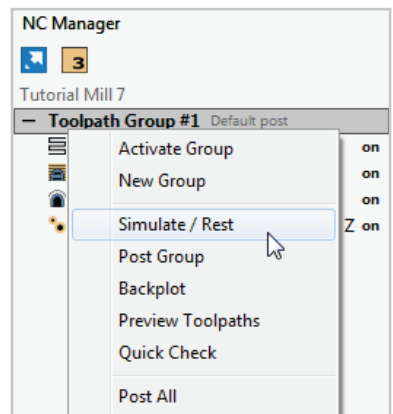 NC Manager
3
Tutorial Mill 7
Toolpath Group #1 Default post
Activate Group on
New Group on
on
Simulate / Rest Z on
Post Group
Backplot
Preview Toolpaths
Quick Check
Post All